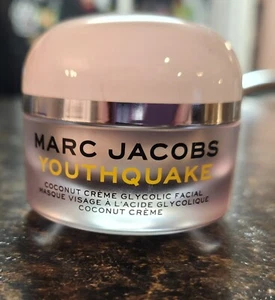 MARC JACOBS
YOUTHQUAKE
COCONUT CRÈME GLYCOLIC FACIAL
MASQUE VISAGE À L'ACIDE GLYCOLIQUE
COCONUT CRÈME